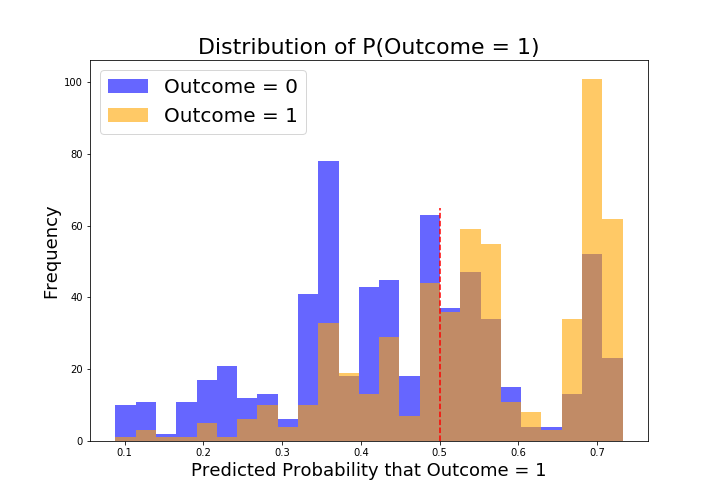 Distribution of P(Outcome = 1)
Outcome = 0
Outcome = 1
Frequency
100
80
60
40
20
0
0.1 0.2 0.3 0.4 0.5 0.6 0.7
Predicted Probability that Outcome = 1